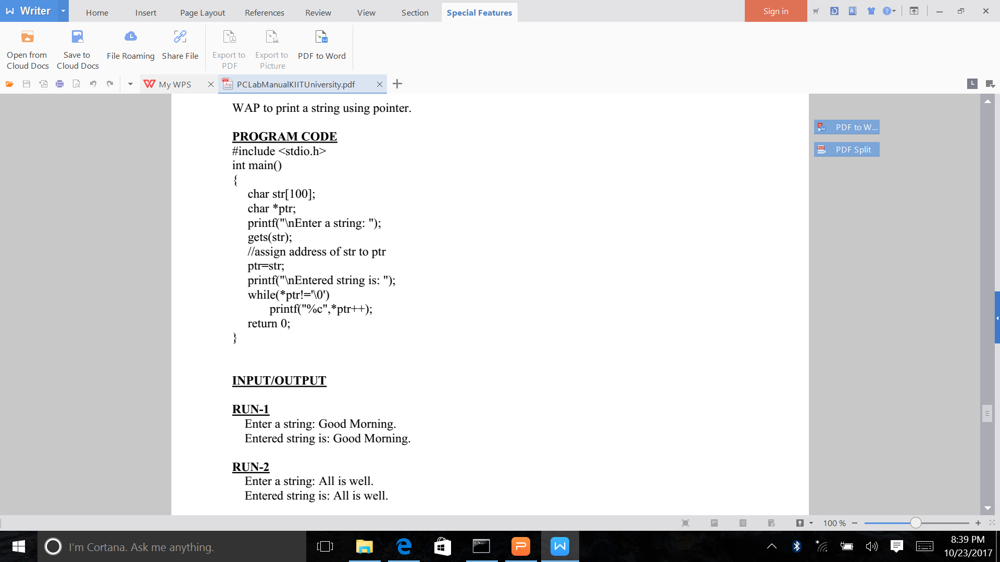 Writer
Home
Insert
Page Layout
References
Review
View
Section
Special Features
Sign in
Open from
Cloud Docs
Save to
Cloud Docs
File Roaming
Share File
Export to
PDF
Export to
Picture
PDF to Word
My WPS
PCLabManualKIITUniversity.pdf
WAP to print a string using pointer.
PROGRAM CODE
#include <stdio.h>
int main()
{
char str[100];
char *ptr;
printf("\nEnter a string: ");
gets(str);
//assign address of str to ptr
ptr=str;
printf("\nEntered string is: ");
while(*ptr!='\0')
printf("%c",*ptr++);
return 0;
}
INPUT/OUTPUT
RUN-1
Enter a string: Good Morning.
Entered string is: Good Morning.
RUN-2
Enter a string: All is well.
Entered string is: All is well.
PDF to W...
PDF Split
100 %
I'm Cortana. Ask me anything.
8:39 PM
10/23/2017